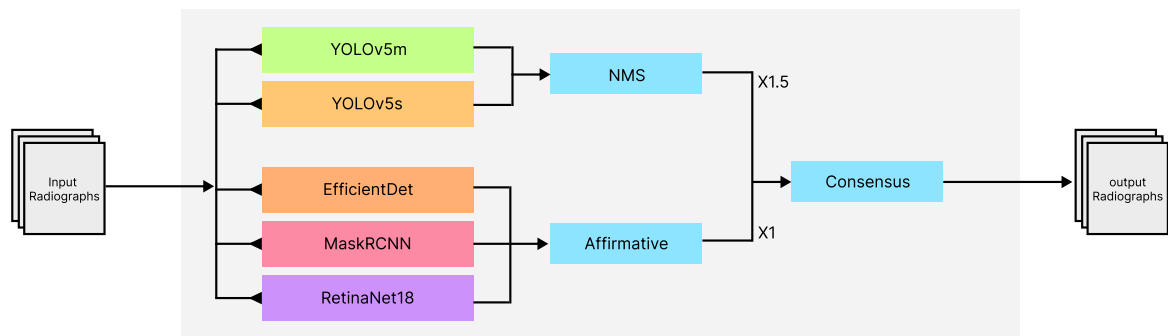 Input
Radiographs
YOLOv5m
YOLOv5s
EfficientDet
MaskRCNN
RetinaNet18
NMS
Affirmative
X1.5
X1
Consensus
output
Radiographs